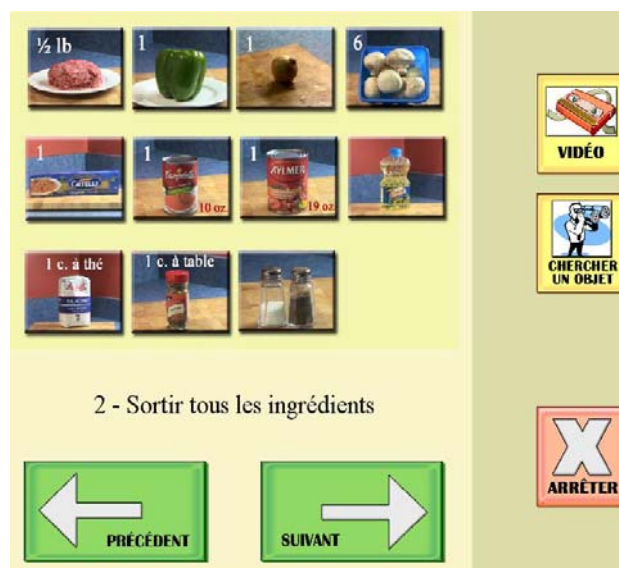 ½ lb
1
1
6
1
CATELLI
1
10 oz.
1
AYLMER
19 oz.
1 c. à thé
1 c. à table
VIDÉO
CHERCHER
UN OBJET
2 - Sortir tous les ingrédients
PRÉCÉDENT
SUIVANT
ARRÊTER